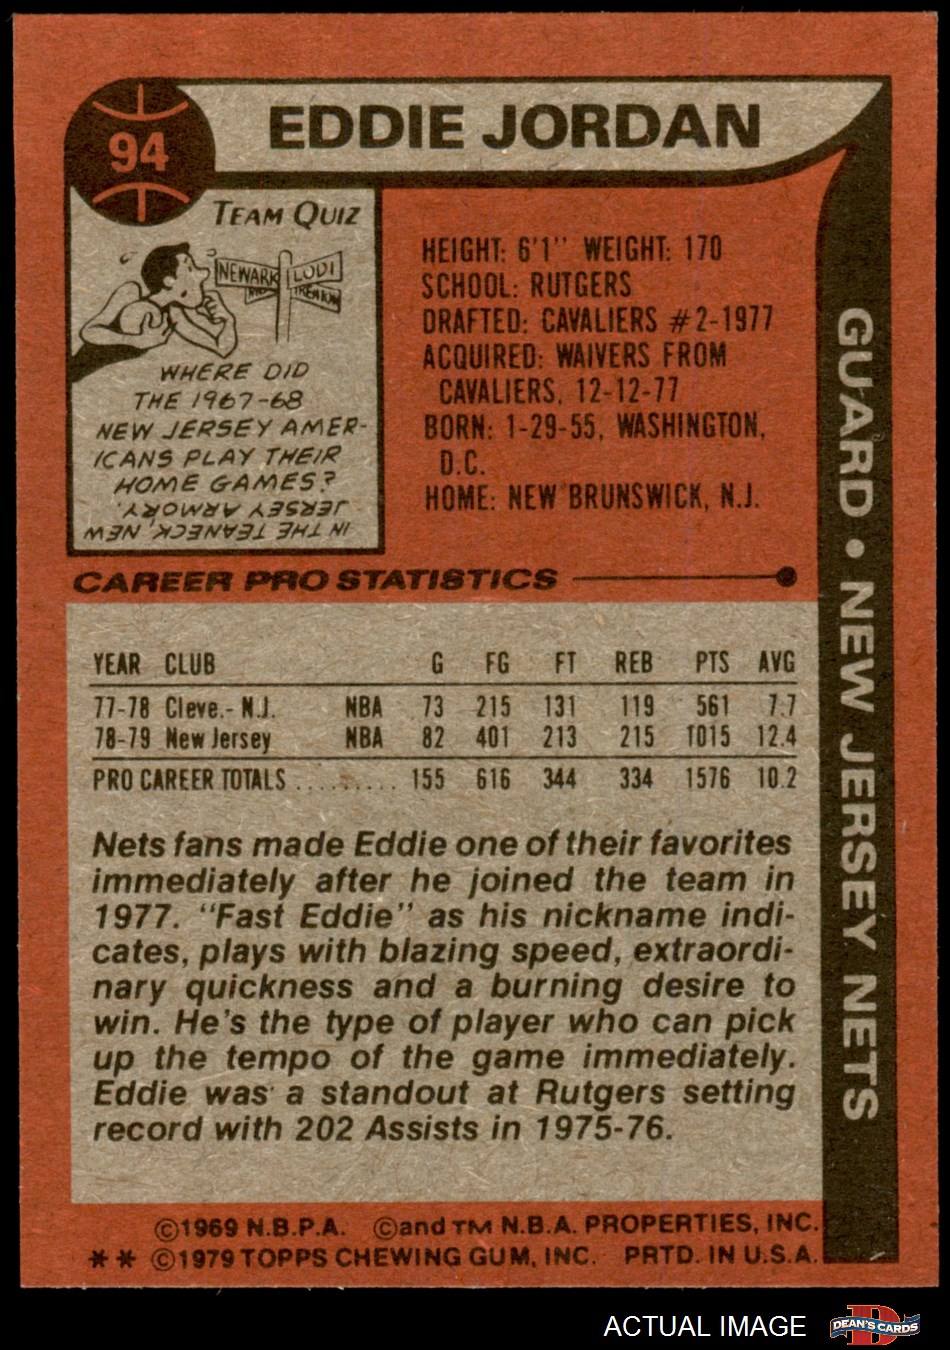 94
EDDIE JORDAN
TEAM QUIZ
NEWARK
LODI
TRENTON
WHERE DID
THE 1967-68
NEW JERSEY AMER-
ICANS PLAY THEIR
HOME GAMES?
IN THE TEANECK, NEW
JERSEY ARMORY.
HEIGHT: 6'1" WEIGHT: 170
SCHOOL: RUTGERS
DRAFTED: CAVALIERS #2-1977
ACQUIRED: WAIVERS FROM
CAVALIERS, 12-12-77
BORN: 1-29-55, WASHINGTON,
D.C.
HOME: NEW BRUNSWICK, N.J.
GUARD • NEW JERSEY NETS
CAREER PRO STATISTICS
YEAR CLUB G FG FT REB PTS AVG
77-78 Cleve.- N.J. NBA 73 215 131 119 561 7.7
78-79 New Jersey NBA 82 401 213 215 1015 12.4
PRO CAREER TOTALS .......... 155 616 344 334 1576 10.2
Nets fans made Eddie one of their favorites
immediately after he joined the team in
1977. "Fast Eddie" as his nickname indi-
cates, plays with blazing speed, extraordi-
nary quickness and a burning desire to
win. He's the type of player who can pick
up the tempo of the game immediately.
Eddie was a standout at Rutgers setting
record with 202 Assists in 1975-76.
©1969 N.B.P.A. ©and TM N.B.A. PROPERTIES, INC.
** ©1979 TOPPS CHEWING GUM, INC. PRTD. IN U.S.A.
ACTUAL IMAGE
DEAN'S CARDS